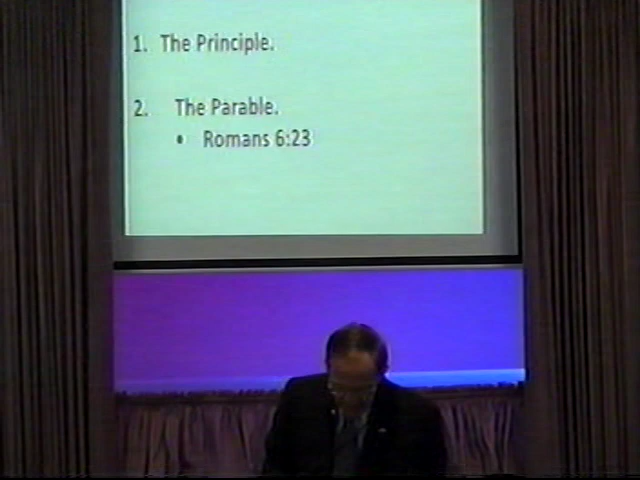 1. The Principle.
2. The Parable.
• Romans 6:23